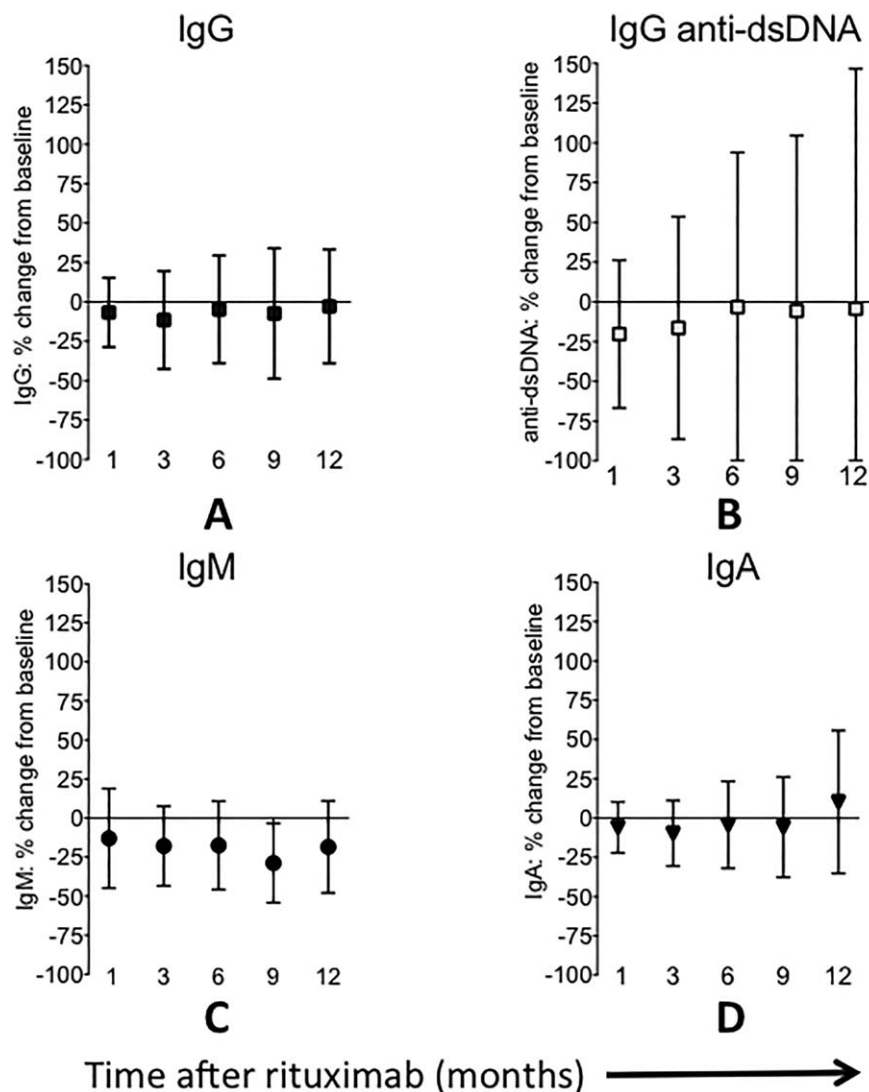 IgG
IgG anti-dsDNA
IgG: % change from baseline
150
125
100
75
50
25
0
-25
-50
-75
-100
1 3 6 9 12
A
anti-dsDNA: % change from baseline
150
125
100
75
50
25
0
-25
-50
-75
-100
1 3 6 9 12
B
IgM
IgA
IgM: % change from baseline
150
125
100
75
50
25
0
-25
-50
-75
-100
1 3 6 9 12
C
IgA: % change from baseline
150
125
100
75
50
25
0
-25
-50
-75
-100
1 3 6 9 12
D
Time after rituximab (months)